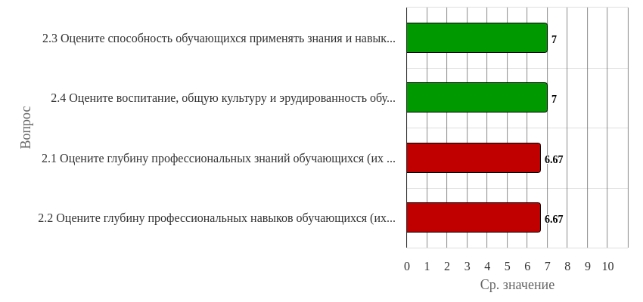 2.3 Оцените способность обучающихся применять знания и навык...
7
2.4 Оцените воспитание, общую культуру и эрудированность обу...
7
2.1 Оцените глубину профессиональных знаний обучающихся (их ...
6.67
2.2 Оцените глубину профессиональных навыков обучающихся (их...
6.67
Вопрос
0 1 2 3 4 5 6 7 8 9 10
Ср. значение